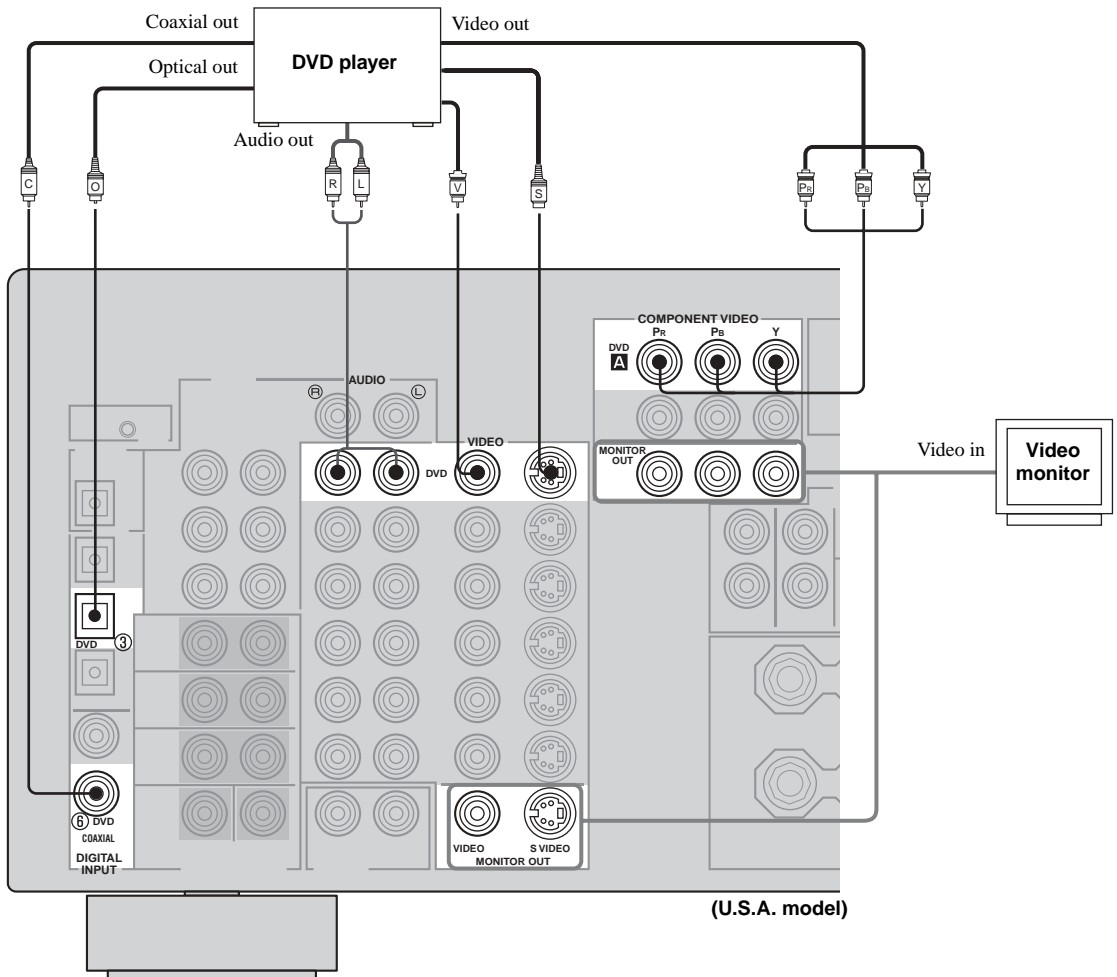 Coaxial out
Video out
Optical out
DVD player
Audio out
C
O
R
L
V
S
PR
PB
Y
COMPONENT VIDEO
PR
PB
Y
DVD
A
AUDIO
R
L
VIDEO
DVD
MONITOR
OUT
Video in
Video
monitor
DVD
③
⑥ DVD
COAXIAL
DIGITAL
INPUT
VIDEO
S VIDEO
MONITOR OUT
(U.S.A. model)